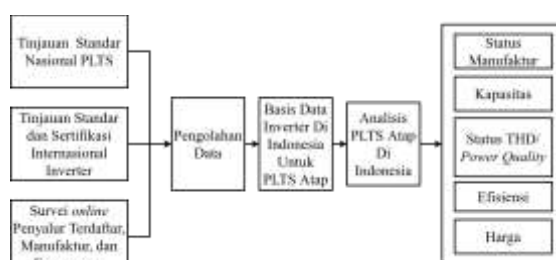 Tinjauan Standar
Nasional PLTS
Tinjauan Standar
dan Sertifikasi
Internasional
Inverter
Survei online
Penyalur Terdaftar,
Manufaktur, dan
Pengolahan
Data
Basis Data
Inverter Di
Indonesia
Untuk
PLTS Atap
Analisis
PLTS Atap
Di
Indonesia
Status
Manufaktur
Kapasitas
Status THD/
Power Quality
Efisiensi
Harga